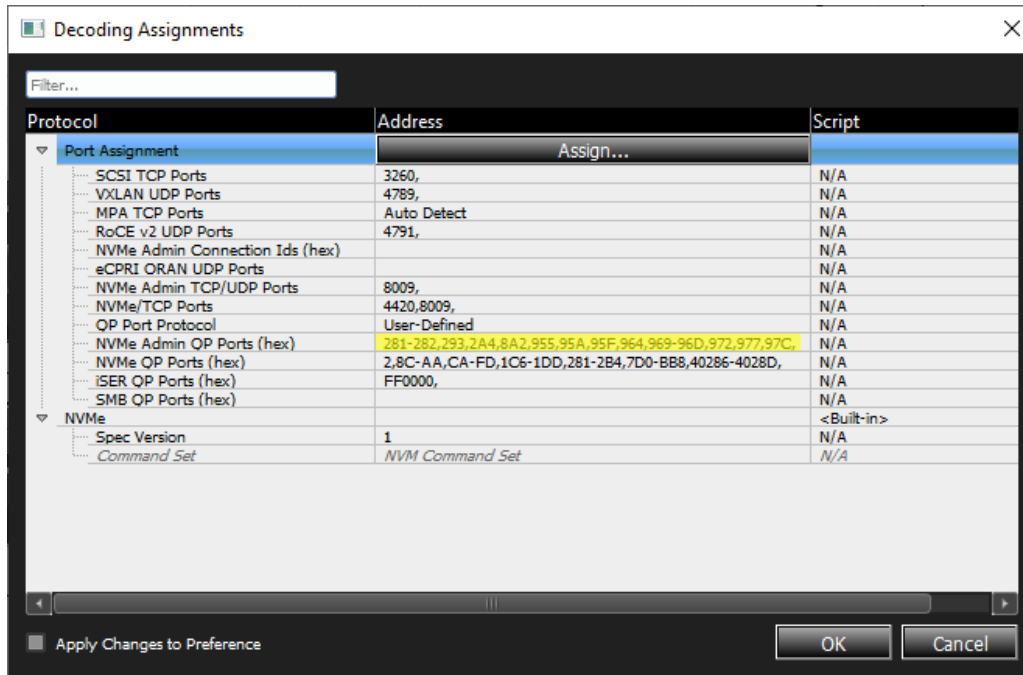 Decoding Assignments
Filter...
Protocol Address Script
Port Assignment Assign...
SCSI TCP Ports 3260, N/A
VXLAN UDP Ports 4789, N/A
MPA TCP Ports Auto Detect N/A
RoCE v2 UDP Ports 4791, N/A
NVMe Admin Connection Ids (hex) N/A
eCPRI ORAN UDP Ports N/A
NVMe Admin TCP/UDP Ports 8009, N/A
NVMe/TCP Ports 4420,8009, N/A
QP Port Protocol User-Defined N/A
NVMe Admin QP Ports (hex) 281-282,293,2A4,8A2,955,95A,95F,964,969-96D,972,977,97C, N/A
NVMe QP Ports (hex) 2,8C-AA,CA-FD,1C6-1DD,281-2B4,7D0-BB8,40286-4028D, N/A
iSER QP Ports (hex) FF0000, N/A
SMB QP Ports (hex) N/A
NVMe <Built-in>
Spec Version 1 N/A
Command Set NVM Command Set N/A
Apply Changes to Preference OK Cancel